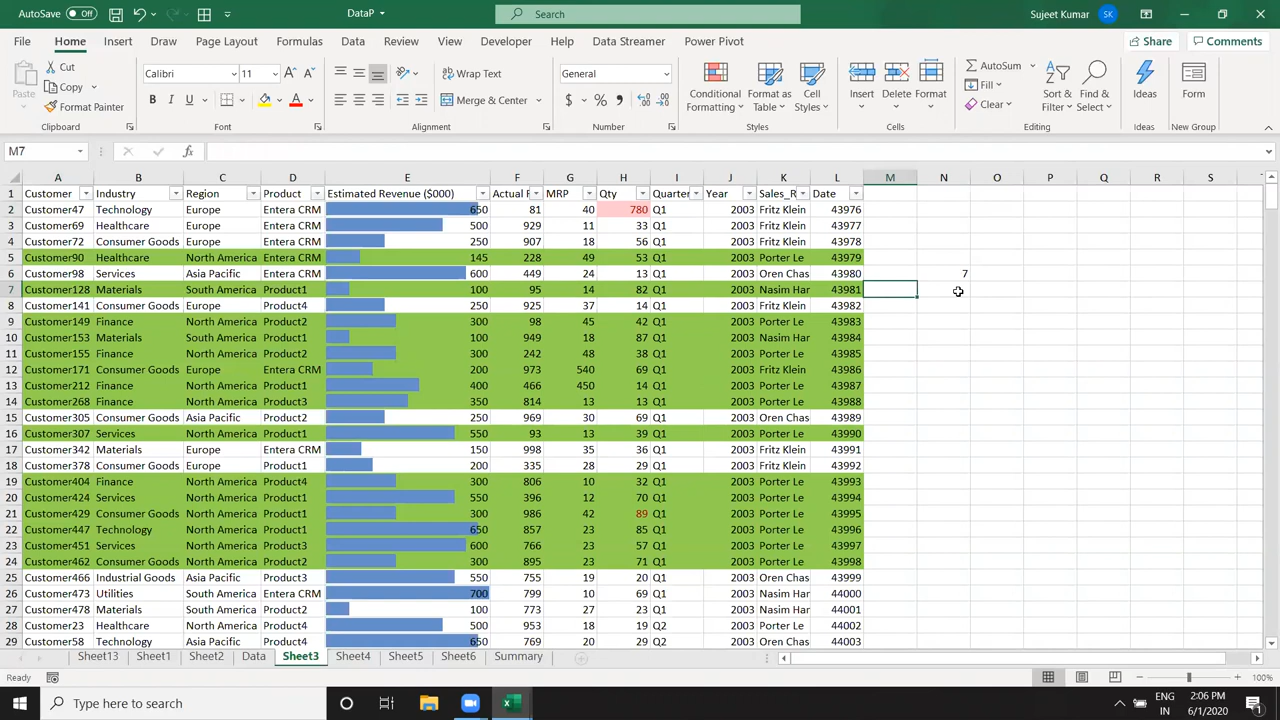 AutoSave Off DataP Search Sujeet Kumar SK
File Home Insert Draw Page Layout Formulas Data Review View Developer Help Data Streamer Power Pivot Share Comments
Paste Cut Copy Format Painter Calibri 11 B I U Wrap Text Merge & Center General $ % Conditional Formatting Format as Table Cell Styles Insert Delete Format AutoSum Fill Clear Sort & Filter Find & Select Ideas Form
Clipboard Font Alignment Number Styles Cells Editing Ideas New Group
M7 fx
A B C D E F G H I J K L M N O P Q R S
1 Customer Industry Region Product Estimated Revenue ($000) Actual R MRP Qty Quarter Year Sales_R Date
2 Customer47 Technology Europe Entera CRM 650 81 40 780 Q1 2003 Fritz Klein 43976
3 Customer69 Healthcare Europe Entera CRM 500 929 11 33 Q1 2003 Fritz Klein 43977
4 Customer72 Consumer Goods Europe Entera CRM 250 907 18 56 Q1 2003 Fritz Klein 43978
5 Customer90 Healthcare North America Entera CRM 145 228 49 53 Q1 2003 Porter Le 43979
6 Customer98 Services Asia Pacific Entera CRM 600 449 24 13 Q1 2003 Oren Chas 43980 7
7 Customer128 Materials South America Product1 100 95 14 82 Q1 2003 Nasim Har 43981
8 Customer141 Consumer Goods Europe Product4 250 925 37 14 Q1 2003 Fritz Klein 43982
9 Customer149 Finance North America Product2 300 98 45 42 Q1 2003 Porter Le 43983
10 Customer153 Materials South America Product1 100 949 18 87 Q1 2003 Nasim Har 43984
11 Customer155 Finance North America Product2 300 242 48 38 Q1 2003 Porter Le 43985
12 Customer171 Consumer Goods Europe Entera CRM 200 973 540 69 Q1 2003 Fritz Klein 43986
13 Customer212 Finance North America Product1 400 466 450 14 Q1 2003 Porter Le 43987
14 Customer268 Finance North America Product3 350 814 13 13 Q1 2003 Porter Le 43988
15 Customer305 Consumer Goods Asia Pacific Product2 250 969 30 69 Q1 2003 Oren Chas 43989
16 Customer307 Services North America Product1 550 93 13 39 Q1 2003 Porter Le 43990
17 Customer342 Materials Europe Entera CRM 150 998 35 36 Q1 2003 Fritz Klein 43991
18 Customer378 Consumer Goods Europe Product1 200 335 28 29 Q1 2003 Fritz Klein 43992
19 Customer404 Finance North America Product4 300 806 10 32 Q1 2003 Porter Le 43993
20 Customer424 Services North America Product1 550 396 12 70 Q1 2003 Porter Le 43994
21 Customer429 Consumer Goods North America Product1 300 986 42 89 Q1 2003 Porter Le 43995
22 Customer447 Technology North America Product1 650 857 23 85 Q1 2003 Porter Le 43996
23 Customer451 Services North America Product3 600 766 23 57 Q1 2003 Porter Le 43997
24 Customer462 Consumer Goods North America Product2 300 895 23 71 Q1 2003 Porter Le 43998
25 Customer466 Industrial Goods Asia Pacific Product3 550 755 19 20 Q1 2003 Oren Chas 43999
26 Customer473 Utilities South America Entera CRM 700 799 10 69 Q1 2003 Nasim Har 44000
27 Customer478 Materials South America Product2 100 773 27 23 Q1 2003 Nasim Har 44001
28 Customer23 Healthcare North America Product4 500 953 18 19 Q2 2003 Porter Le 44002
29 Customer58 Technology Asia Pacific Product4 650 769 20 29 Q1 2003 Oren Chas 44003
Sheet13 Sheet1 Sheet2 Data Sheet3 Sheet4 Sheet5 Sheet6 Summary
Ready 100%
Type here to search ENG IN 2:06 PM 6/1/2020